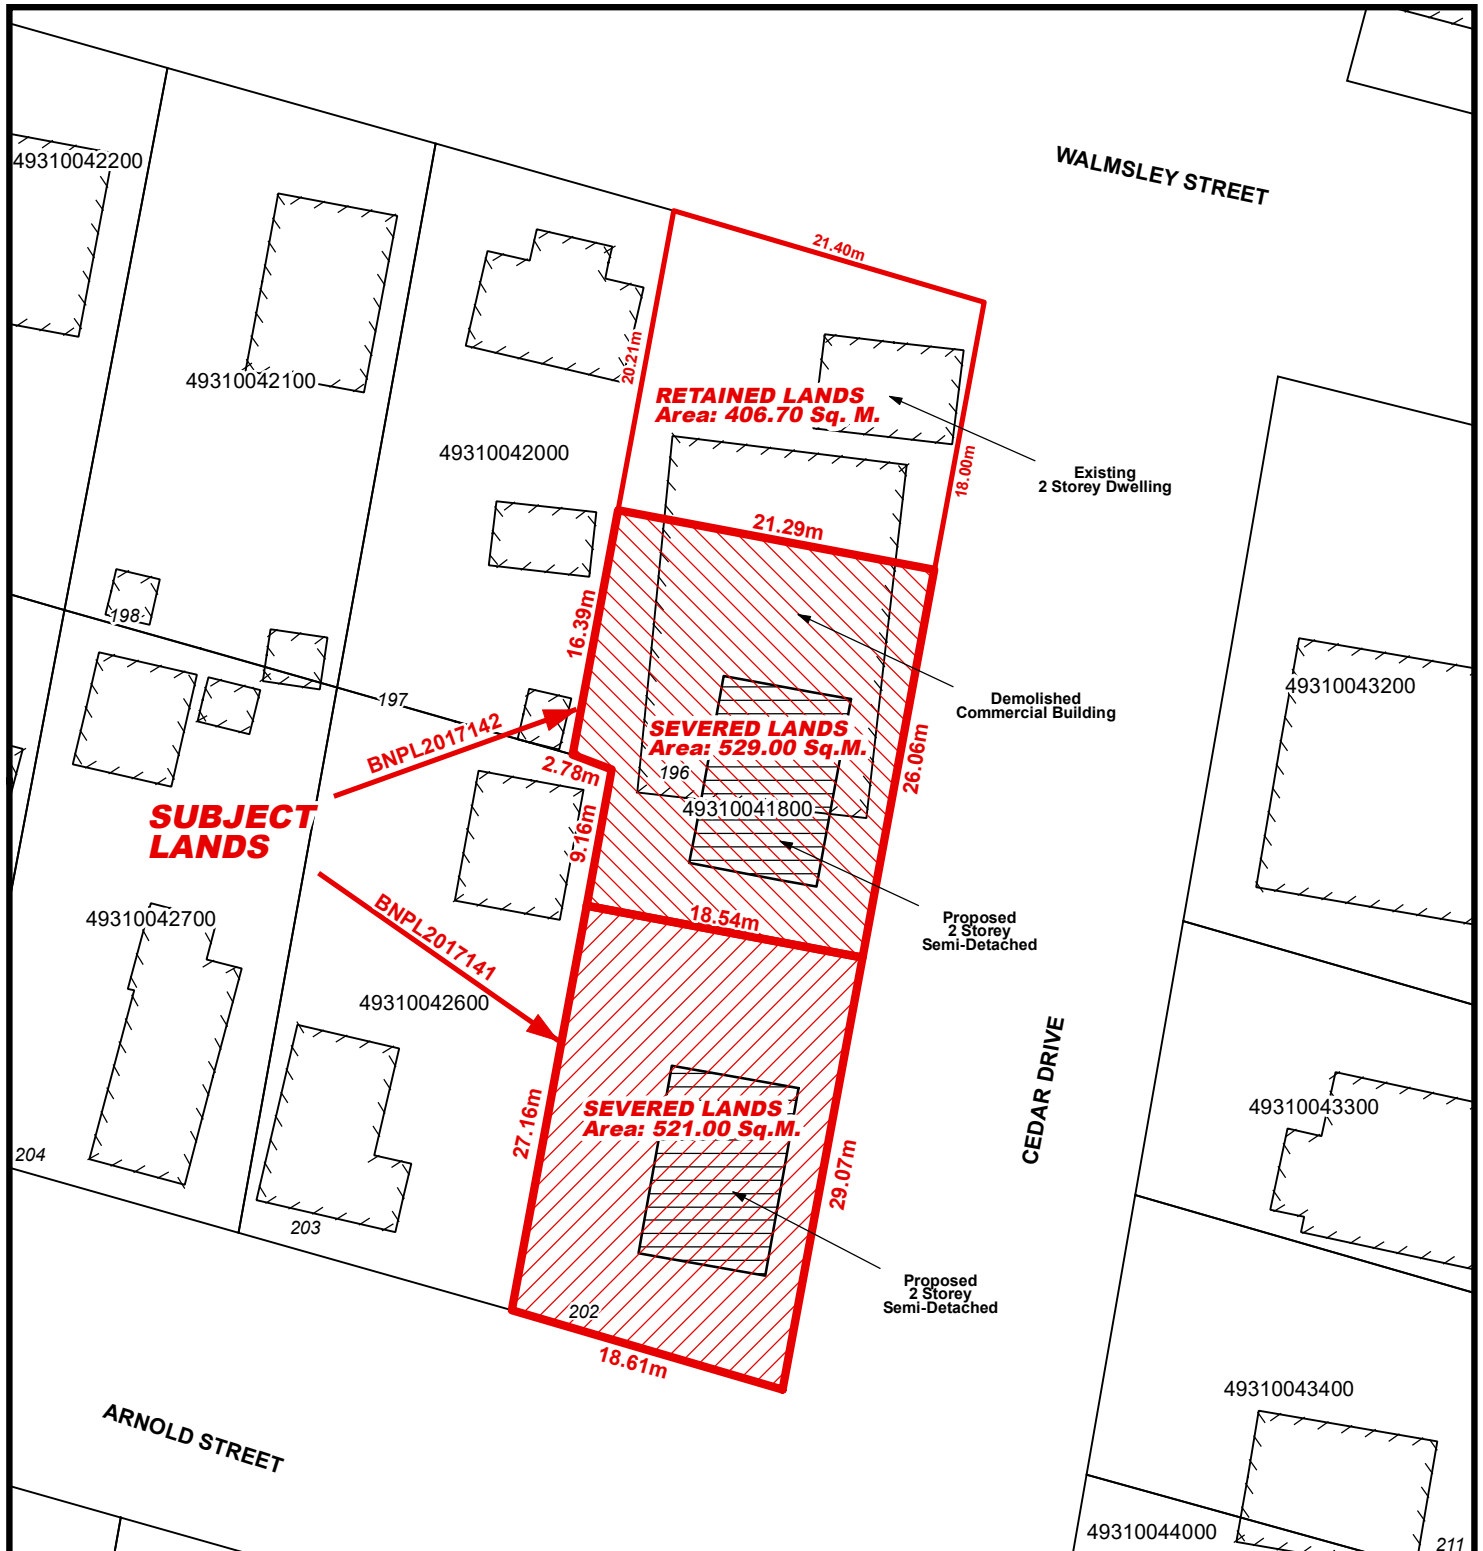 WALMSLEY STREET
49310042200
21.40m
20.21m
49310042100
RETAINED LANDS
Area: 406.70 Sq. M.
49310042000
18.00m
Existing
2 Storey Dwelling
21.29m
198
16.39m
197
49310043200
Demolished
Commercial Building
BNPL2017142
SEVERED LANDS
Area: 529.00 Sq.M.
26.06m
2.78m
196
49310041800
SUBJECT
LANDS
9.16m
49310042700
BNPL2017141
18.54m
Proposed
2 Storey
Semi-Detached
49310042600
CEDAR DRIVE
27.16m
SEVERED LANDS
Area: 521.00 Sq.M.
49310043300
204
29.07m
203
Proposed
2 Storey
Semi-Detached
202
18.61m
49310043400
ARNOLD STREET
49310044000
211